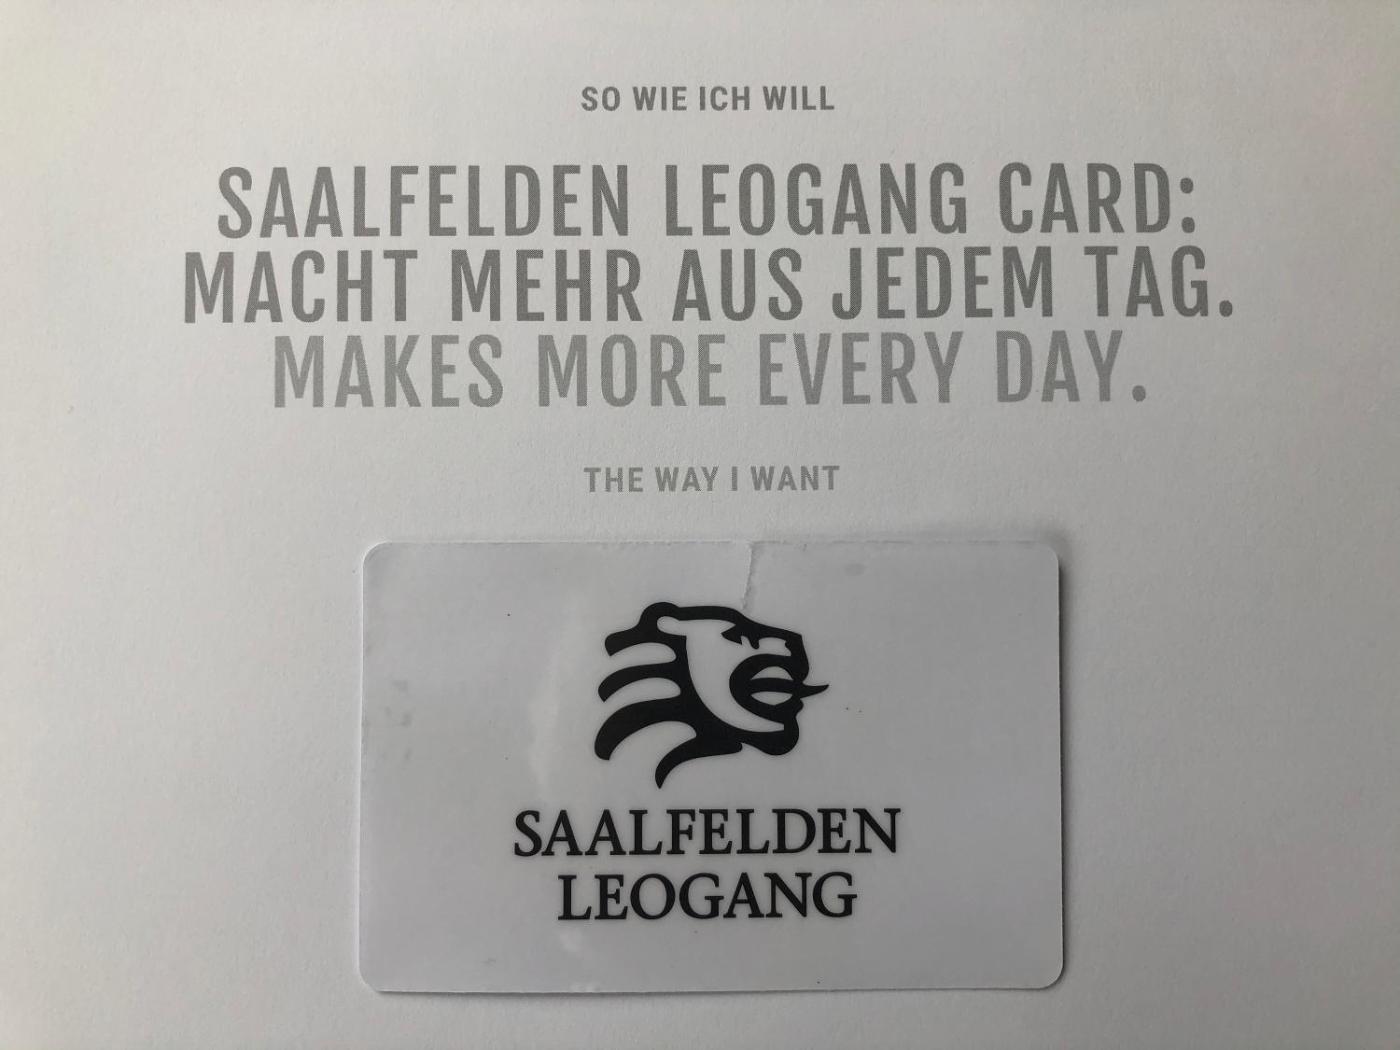 SO WIE ICH WILL
SAALFELDEN LEOGANG CARD:
MACHT MEHR AUS JEDEM TAG.
MAKES MORE EVERY DAY.
THE WAY I WANT
SAALFELDEN
LEOGANG